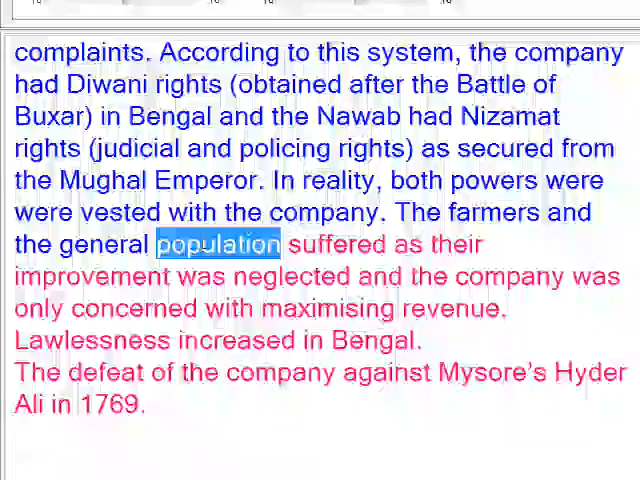 complaints. According to this system, the company
had Diwani rights (obtained after the Battle of
Buxar) in Bengal and the Nawab had Nizamat
rights (judicial and policing rights) as secured from
the Mughal Emperor. In reality, both powers were
were vested with the company. The farmers and
the general population suffered as their
improvement was neglected and the company was
only concerned with maximising revenue.
Lawlessness increased in Bengal.
The defeat of the company against Mysore’s Hyder
Ali in 1769.